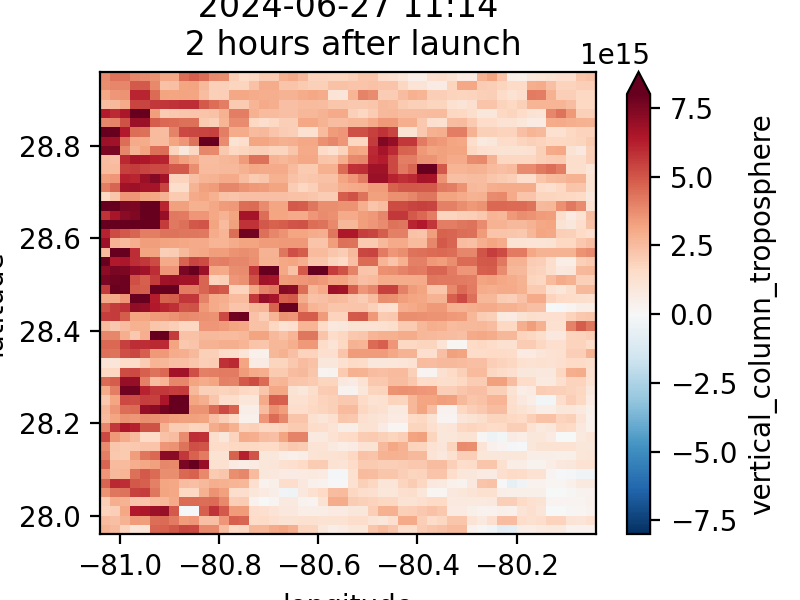 2024-06-27 11:14
2 hours after launch
1e15
28.8
28.6
28.4
28.2
28.0
−81.0 −80.8 −80.6 −80.4 −80.2
longitude
7.5
5.0
2.5
0.0
−2.5
−5.0
−7.5
vertical_column_troposphere